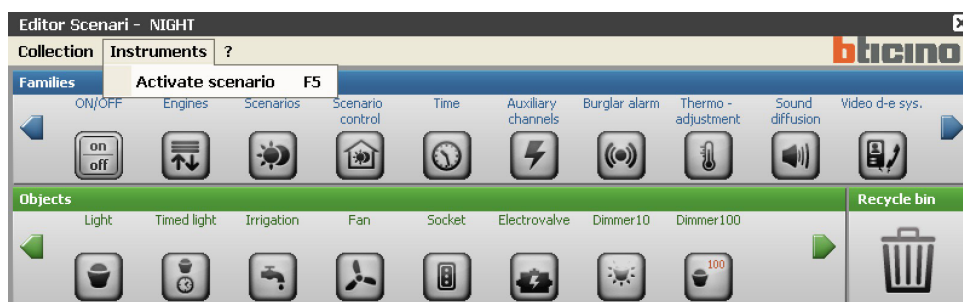 Editor Scenari - NIGHT
Collection Instruments ?
bticino
Activate scenario F5
Families
ON/OFF Engines Scenarios Scenario control Time Auxiliary channels Burglar alarm Thermo - adjustment Sound diffusion Video d-e sys.
on
off
Objects Recycle bin
Light Timed light Irrigation Fan Socket Electrovalve Dimmer10 Dimmer100
100